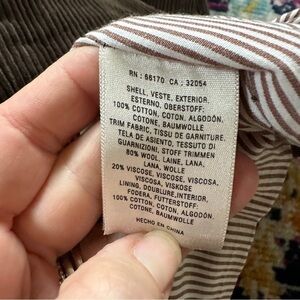 RN : 66170 CA : 32054
SHELL, VESTE, EXTERIOR,
ESTERNO, OBERSTOFF:
100% COTTON, COTON, ALGODÓN,
COTONE, BAUMWOLLE
TRIM FABRIC, TISSU DE GARNITURE,
TELA DE ASIENTO, TESSUTO DI
GUARNIZIONI, STOFF TRIMMEN
80% WOOL, LAINE, LANA,
LANA, WOLLE
20% VISCOSE, VISCOSE, VISCOSA,
VISCOSA, VISKOSE
LINING, DOUBLURE, INTERIOR,
FODERA, FUTTERSTOFF:
100% COTTON, COTON, ALGODÓN,
COTONE, BAUMWOLLE
HECHO EN CHINA